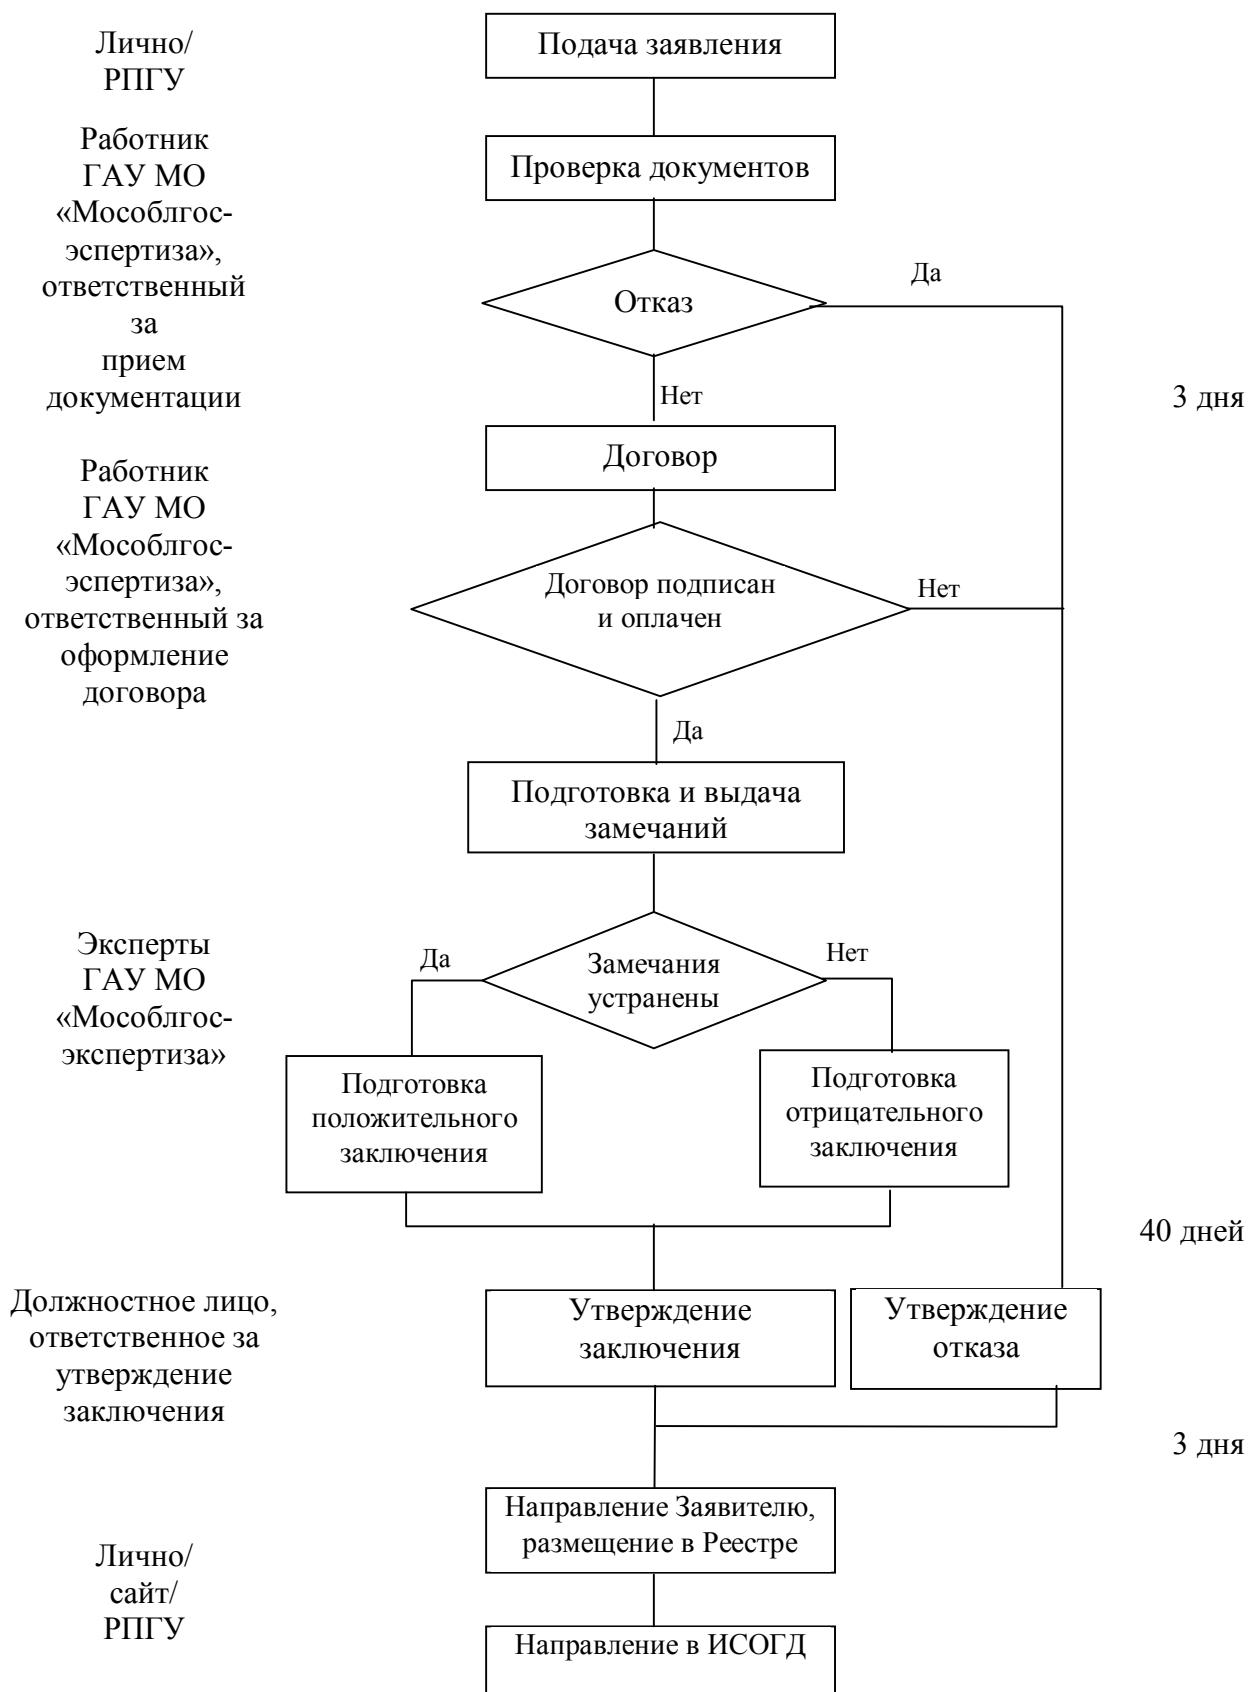 Лично/
РПГУ
Подача заявления
Работник
ГАУ МО
«Мособлгос-
эспертиза»,
ответственный
за
прием
документации
Проверка документов
Отказ
Да
Нет
3 дня
Договор
Работник
ГАУ МО
«Мособлгос-
эспертиза»,
ответственный за
оформление
договора
Договор подписан
и оплачен
Нет
Да
Подготовка и выдача
замечаний
Эксперты
ГАУ МО
«Мособлгос-
экспертиза»
Да
Замечания
устранены
Нет
Подготовка
положительного
заключения
Подготовка
отрицательного
заключения
40 дней
Должностное лицо,
ответственное за
утверждение
заключения
Утверждение
заключения
Утверждение
отказа
3 дня
Направление Заявителю,
размещение в Реестре
Лично/
сайт/
РПГУ
Направление в ИСОГД